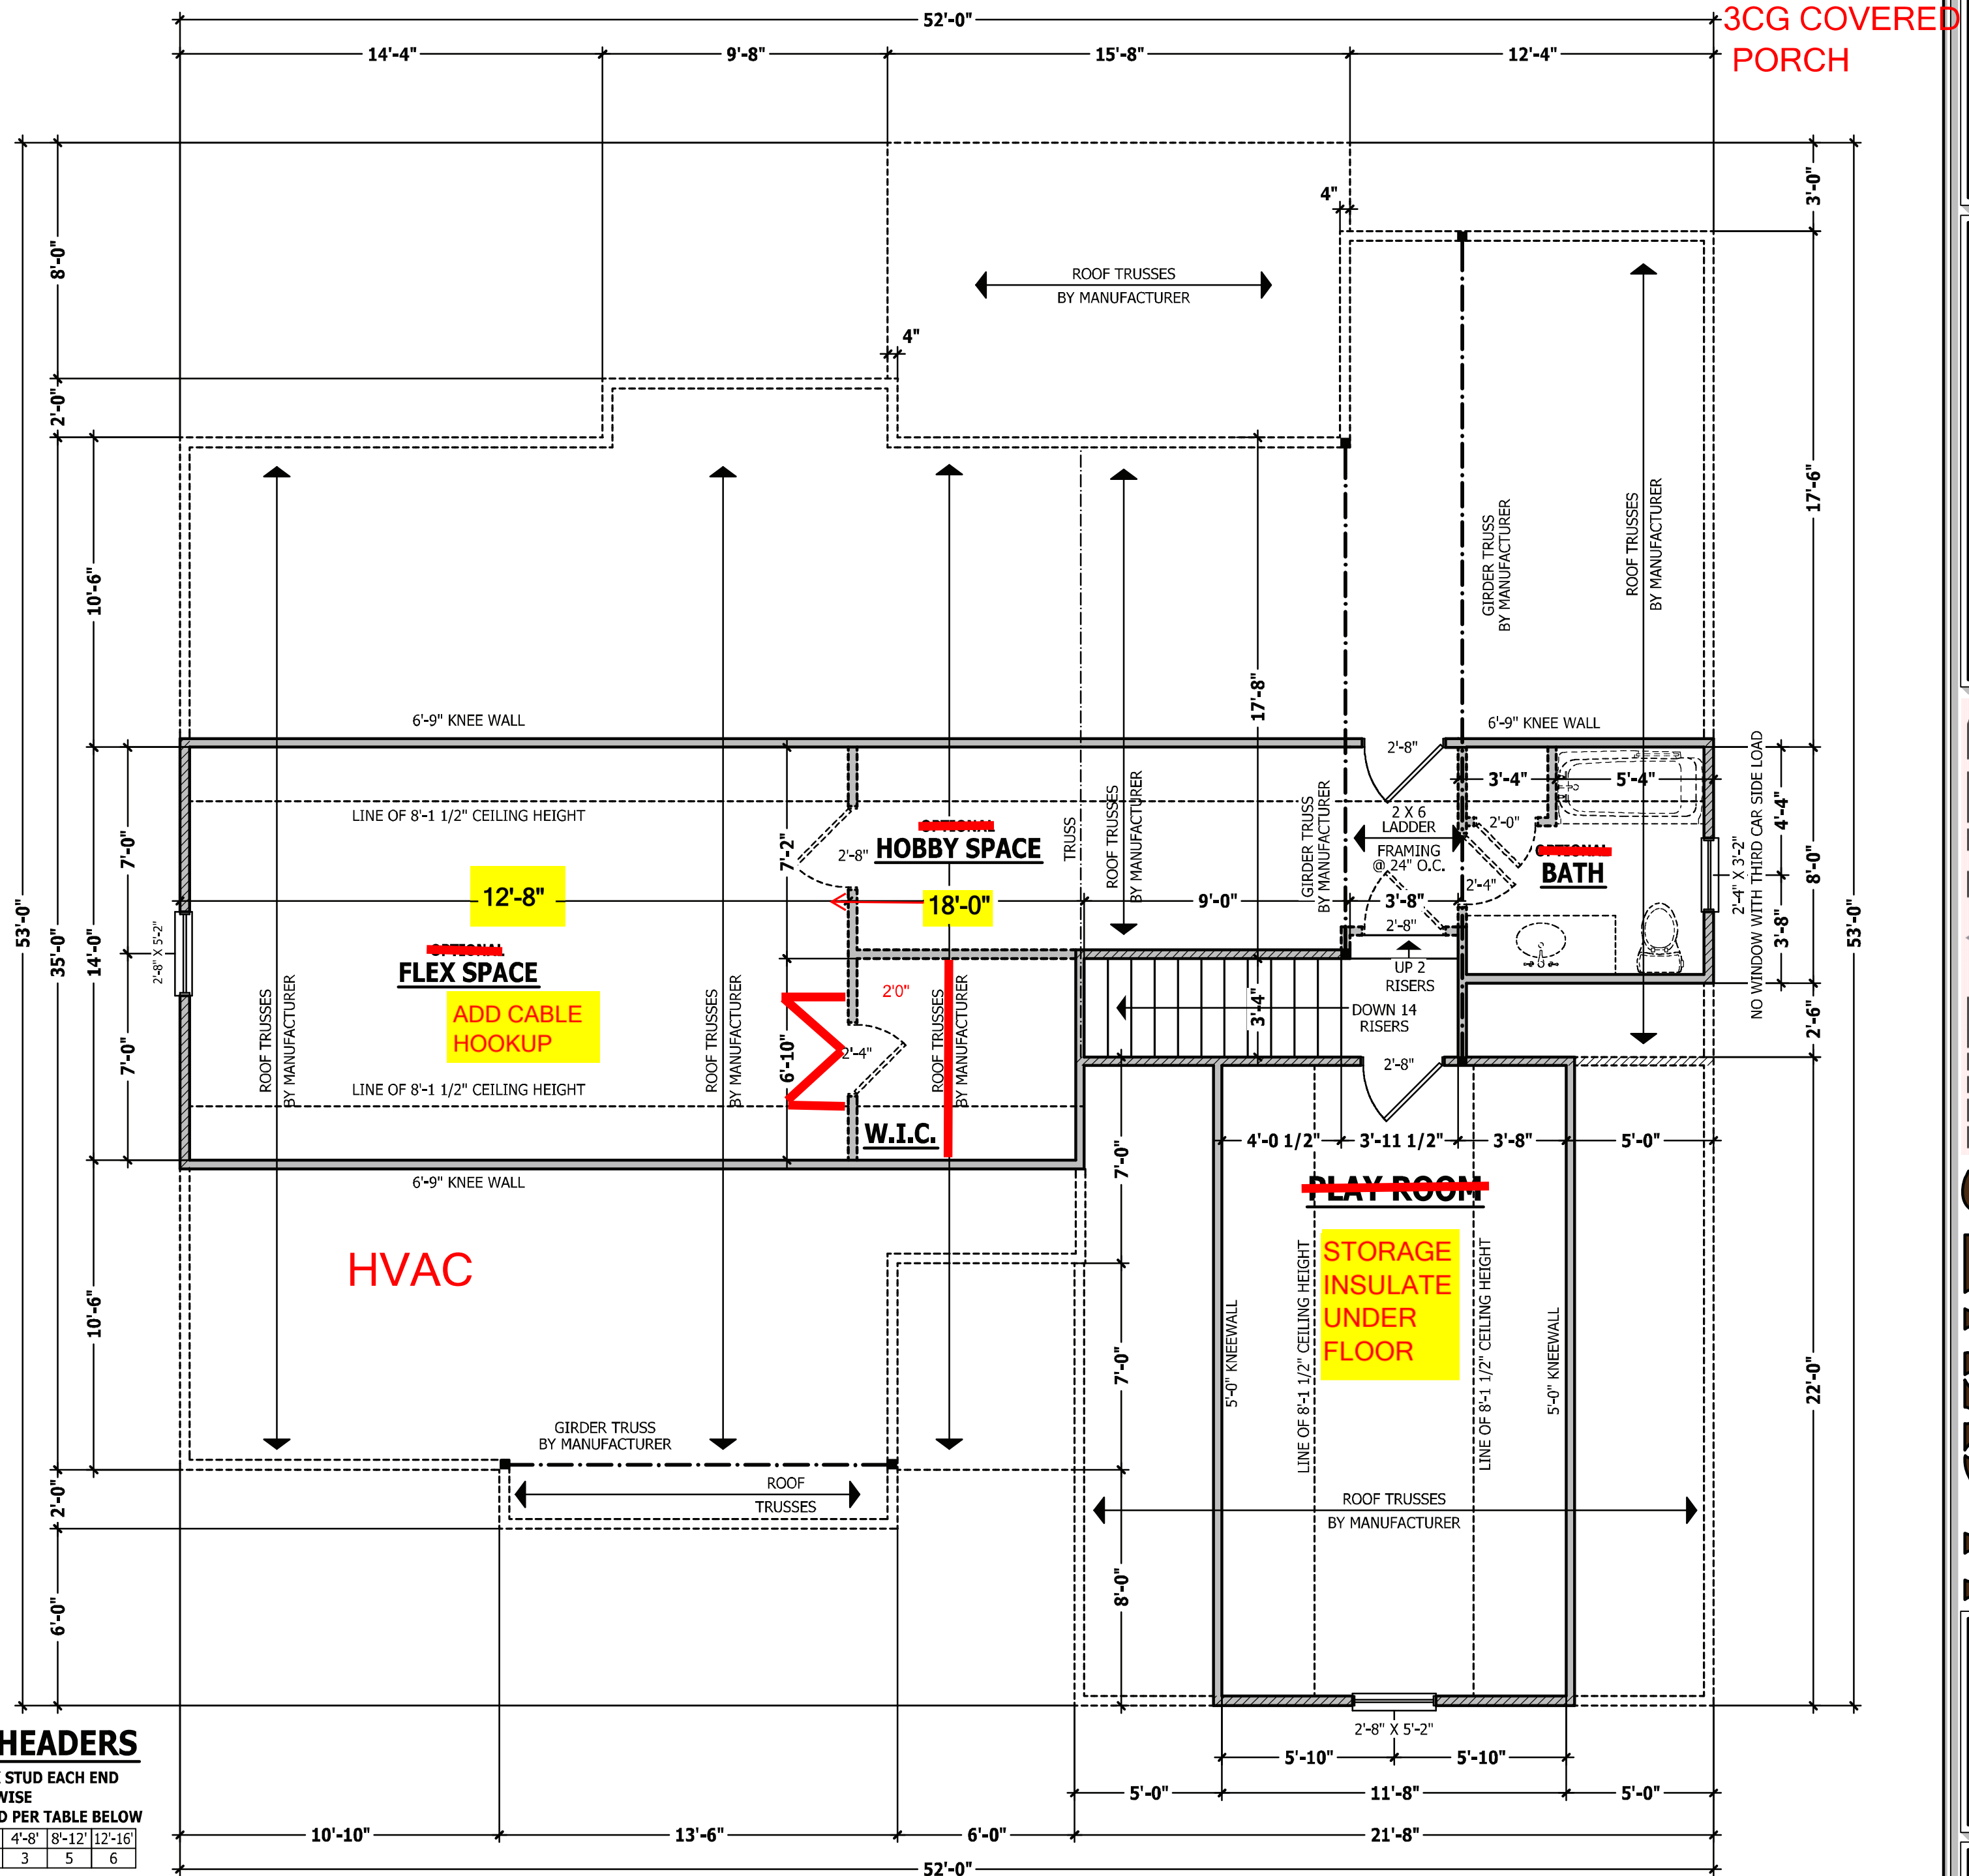 52'-0"
3CG COVERED
PORCH
14'-4"
9'-8"
15'-8"
12'-4"
3'-0"
4"
8'-0"
ROOF TRUSSES
BY MANUFACTURER
4"
2'-0"
17'-6"
ROOF TRUSSES
BY MANUFACTURER
GIRDER TRUSS
BY MANUFACTURER
10'-6"
17'-8"
6'-9" KNEE WALL
6'-9" KNEE WALL
2'-8"
3'-4"
5'-4"
LINE OF 8'-1 1/2" CEILING HEIGHT
2 X 6
LADDER
FRAMING
@ 24" O.C.
2'-0"
4'-4"
7'-0"
7'-2"
2'-8"
OPTIONAL
HOBBY SPACE
TRUSS
ROOF TRUSSES
BY MANUFACTURER
GIRDER TRUSS
BY MANUFACTURER
OPTIONAL
BATH
2'-4"
2'-4" X 3'-2"
NO WINDOW WITH THIRD CAR SIDE LOAD
8'-0"
12'-8"
18'-0"
9'-0"
3'-8"
2'-8"
3'-8"
53'-0"
35'-0"
14'-0"
53'-0"
2'-8" X 5'-2"
OPTIONAL
FLEX SPACE
UP 2
RISERS
2'0"
ADD CABLE
HOOKUP
DOWN 14
RISERS
3'-4"
2'-6"
ROOF TRUSSES
BY MANUFACTURER
ROOF TRUSSES
BY MANUFACTURER
ROOF TRUSSES
BY MANUFACTURER
7'-0"
6'-10"
2'-4"
2'-8"
LINE OF 8'-1 1/2" CEILING HEIGHT
W.I.C.
4'-0 1/2"
3'-11 1/2"
3'-8"
5'-0"
7'-0"
6'-9" KNEE WALL
PLAY ROOM
HVAC
STORAGE
INSULATE
UNDER
FLOOR
10'-6"
7'-0"
5'-0" KNEEWALL
LINE OF 8'-1 1/2" CEILING HEIGHT
LINE OF 8'-1 1/2" CEILING HEIGHT
5'-0" KNEEWALL
22'-0"
GIRDER TRUSS
BY MANUFACTURER
ROOF
TRUSSES
2'-0"
ROOF TRUSSES
BY MANUFACTURER
6'-0"
8'-0"
2'-8" X 5'-2"
HEADERS
STUD EACH END
WISE
D PER TABLE BELOW
4'-8' 8'-12' 12'-16'
3 5 6
5'-10"
5'-10"
5'-0"
11'-8"
5'-0"
10'-10"
13'-6"
6'-0"
21'-8"
52'-0"